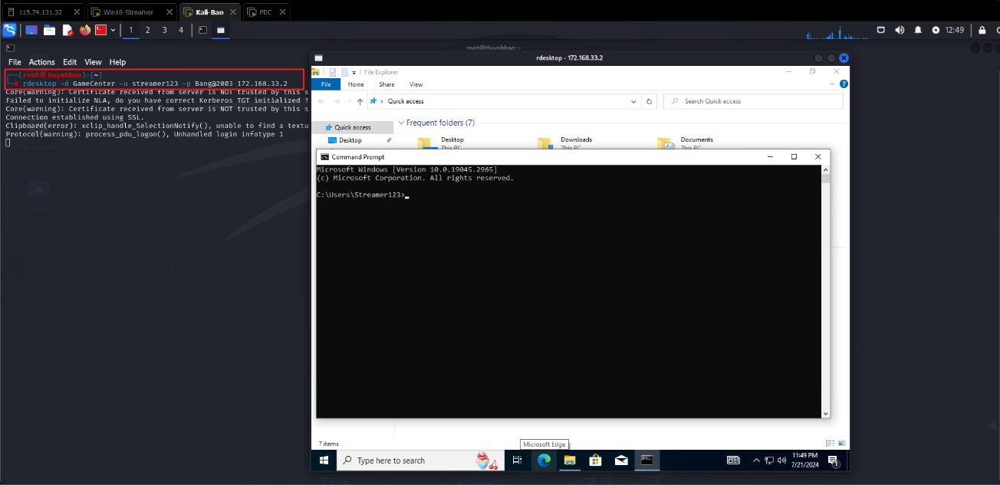 115.74.131.32
Win10-Streamer
Kali-Bao
PDC
1 2 3 4
12:49
root@Huynhbao: ~
File Actions Edit View Help
(root㉿Huynhbao)-[~]
# rdesktop -d GameCenter -u streamer123 -p Bang@2003 172.168.33.2
Core(warning): Certificate received from server is NOT trusted by this s
Failed to initialize NLA, do you have correct Kerberos TGT initialized ?
Core(warning): Certificate received from server is NOT trusted by this s
Connection established using SSL.
Clipboard(error): xclip_handle_SelectionNotify(), unable to find a textu
Protocol(warning): process_pdu_logon(), Unhandled login infotype 1
File System
Home
rdesktop - 172.168.33.2
File Explorer
File Home Share View
Quick access
Search Quick access
Quick access
Desktop
Frequent folders (7)
Desktop
This PC
Downloads
This PC
Documents
This PC
Command Prompt
Microsoft Windows [Version 10.0.19045.2965]
(c) Microsoft Corporation. All rights reserved.
C:\Users\Streamer123>
7 items
Microsoft Edge
Type here to search
11:49 PM
7/21/2024
1